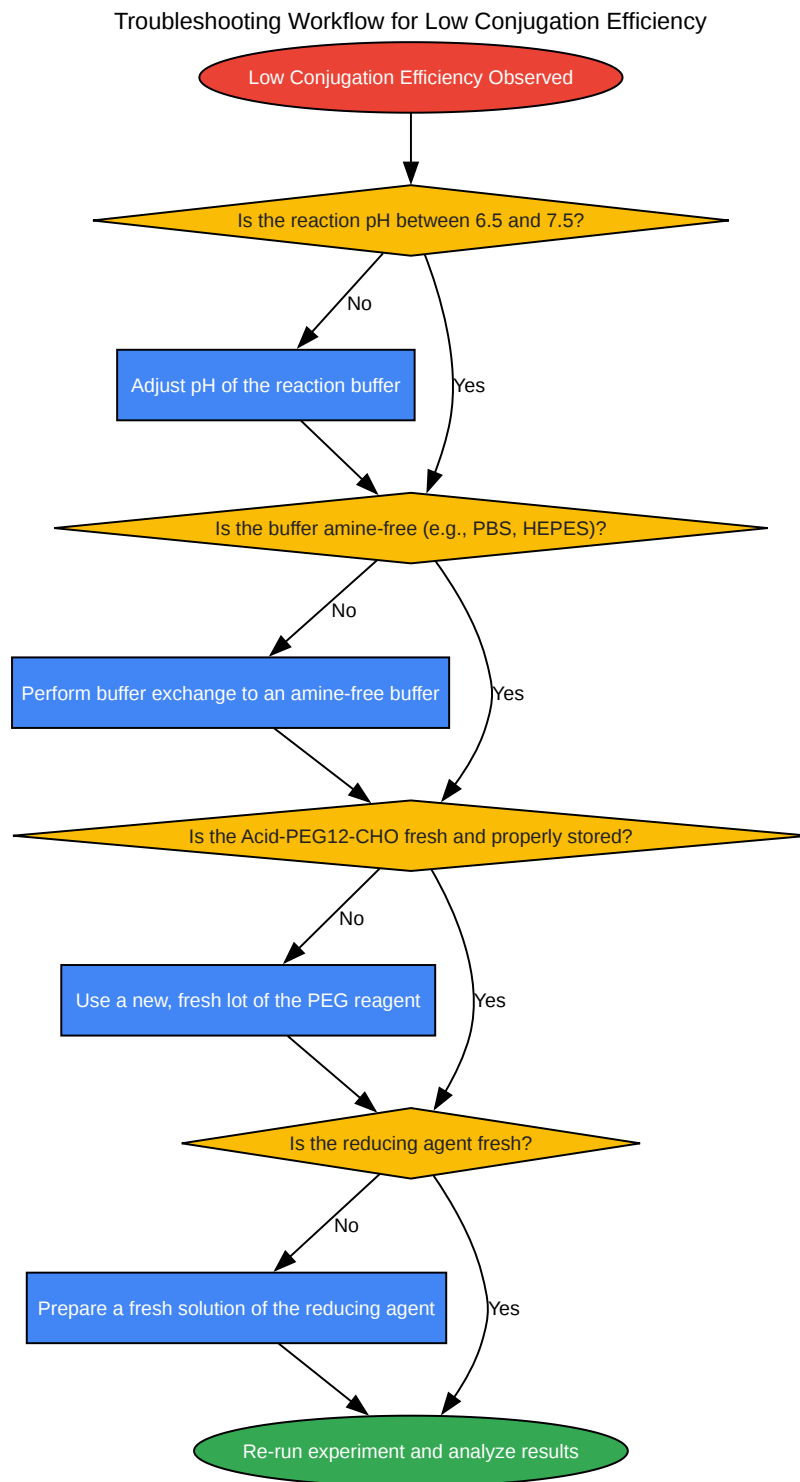 Troubleshooting Workflow for Low Conjugation Efficiency
Low Conjugation Efficiency Observed
Is the reaction pH between 6.5 and 7.5?
No
Adjust pH of the reaction buffer
Yes
Is the buffer amine-free (e.g., PBS, HEPES)?
No
Perform buffer exchange to an amine-free buffer
Yes
Is the Acid-PEG12-CHO fresh and properly stored?
No
Use a new, fresh lot of the PEG reagent
Yes
Is the reducing agent fresh?
No
Prepare a fresh solution of the reducing agent
Yes
Re-run experiment and analyze results